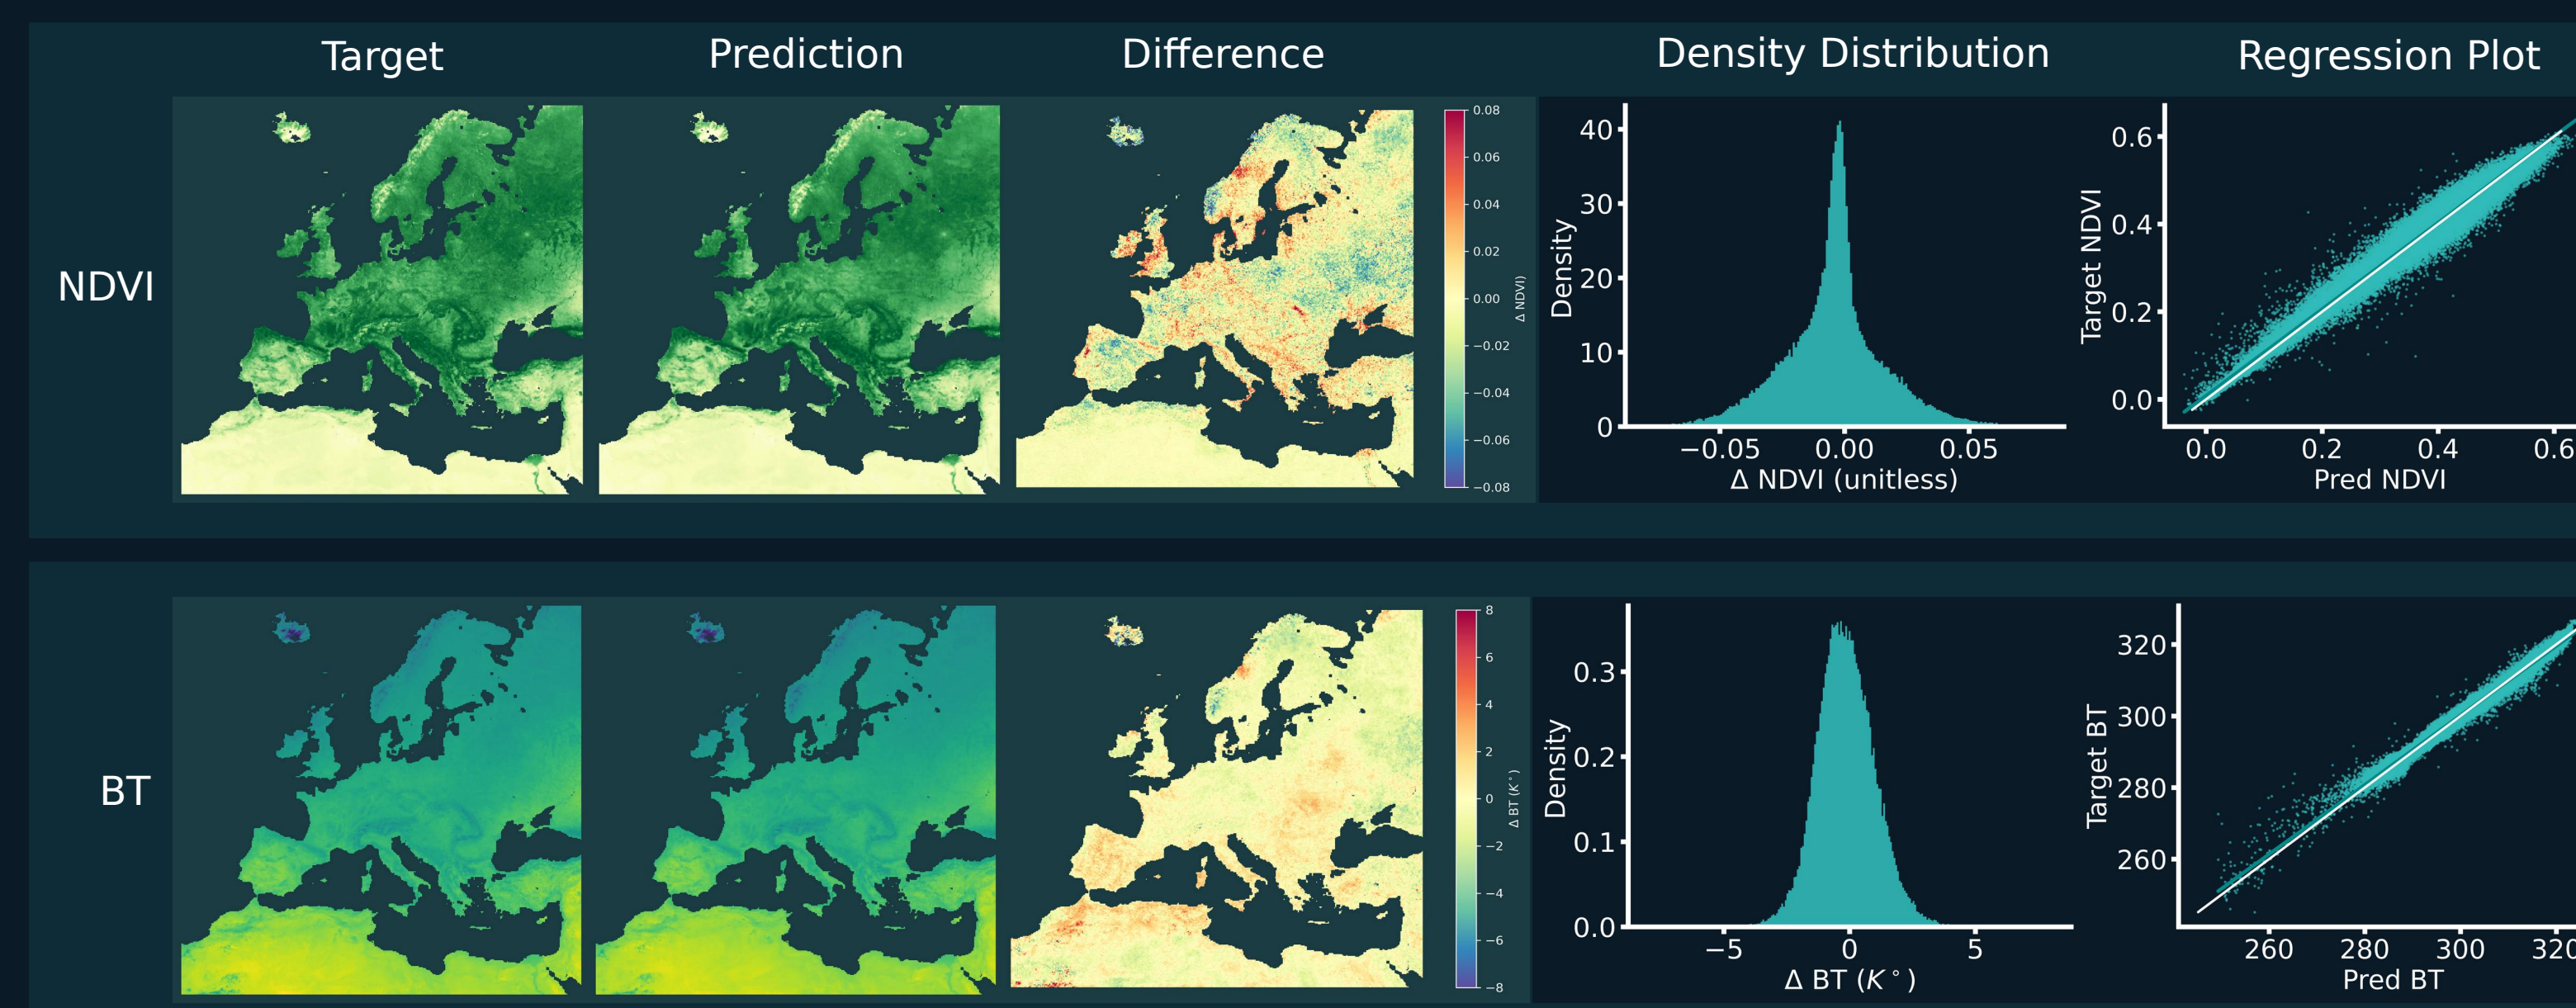 Target
Prediction
Difference
Density Distribution
Regression Plot
NDVI
0.08
0.06
0.04
0.02
0.00
−0.02
−0.04
−0.06
−0.08
Δ NDVI)
40
30
20
10
0
Density
−0.05 0.00 0.05
Δ NDVI (unitless)
0.6
0.4
0.2
0.0
Target NDVI
0.0 0.2 0.4 0.6
Pred NDVI
BT
8
6
4
2
0
−2
−4
−6
−8
Δ BT (K°)
0.3
0.2
0.1
0.0
Density
−5 0 5
Δ BT (K°)
320
300
280
260
Target BT
260 280 300 320
Pred BT